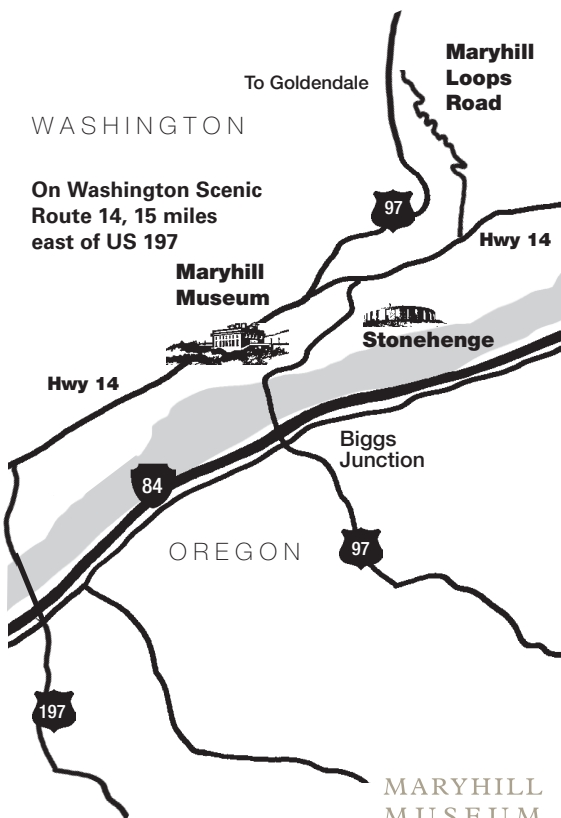 To Goldendale
Maryhill
Loops
Road
WASHINGTON
On Washington Scenic
Route 14, 15 miles
east of US 197
97
Hwy 14
Maryhill
Museum
Stonehenge
Hwy 14
Biggs
Junction
84
OREGON
97
197
MARYHILL
MUSEUM